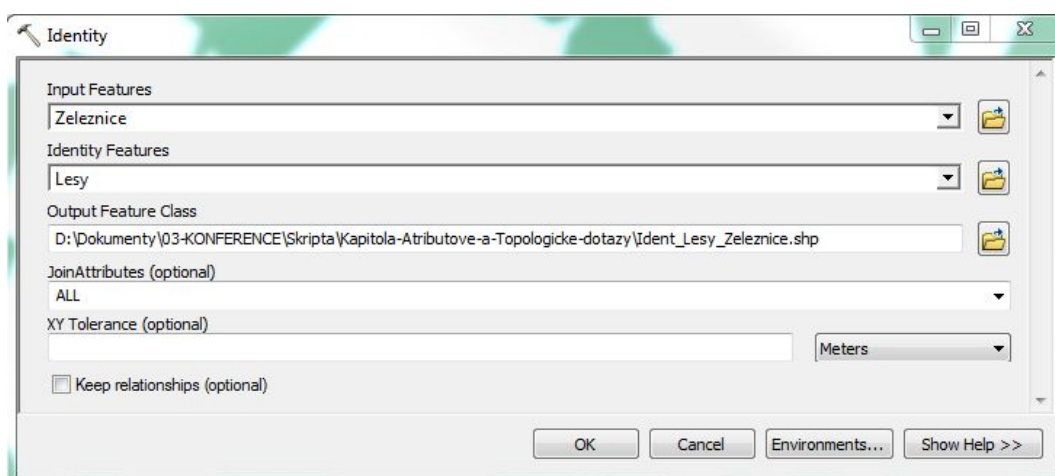 Identity
Input Features
Zeleznice
Identity Features
Lesy
Output Feature Class
D:\Dokumenty\03-KONFERENCE\Skripta\Kapitola-Atributove-a-Topologicke-dotazy\Ident_Lesy_Zeleznice.shp
JoinAttributes (optional)
ALL
XY Tolerance (optional)
Meters
Keep relationships (optional)
OK Cancel Environments... Show Help >>